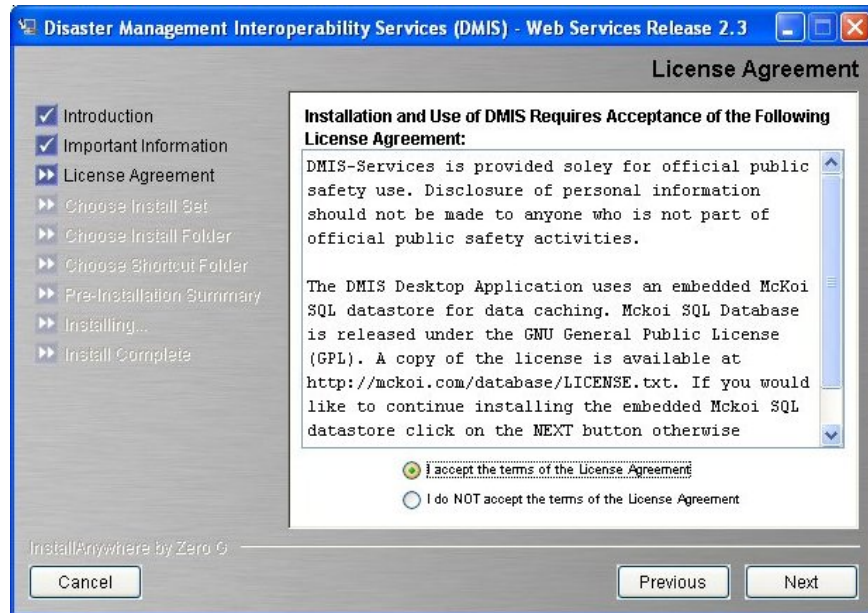 Disaster Management Interoperability Services (DMIS) - Web Services Release 2.3
License Agreement
Introduction
Important Information
License Agreement
Choose Install Set
Choose Install Folder
Choose Shortcut Folder
Pre-Installation Summary
Installing...
Install Complete
Installation and Use of DMIS Requires Acceptance of the Following
License Agreement:
DMIS-Services is provided soley for official public
safety use. Disclosure of personal information
should not be made to anyone who is not part of
official public safety activities.
The DMIS Desktop Application uses an embedded McKoi
SQL datastore for data caching. Mckoi SQL Database
is released under the GNU General Public License
(GPL). A copy of the license is available at
http://mckoi.com/database/LICENSE.txt. If you would
like to continue installing the embedded Mckoi SQL
datastore click on the NEXT button otherwise
I accept the terms of the License Agreement
I do NOT accept the terms of the License Agreement
InstallAnywhere by Zero G
Cancel
Previous
Next